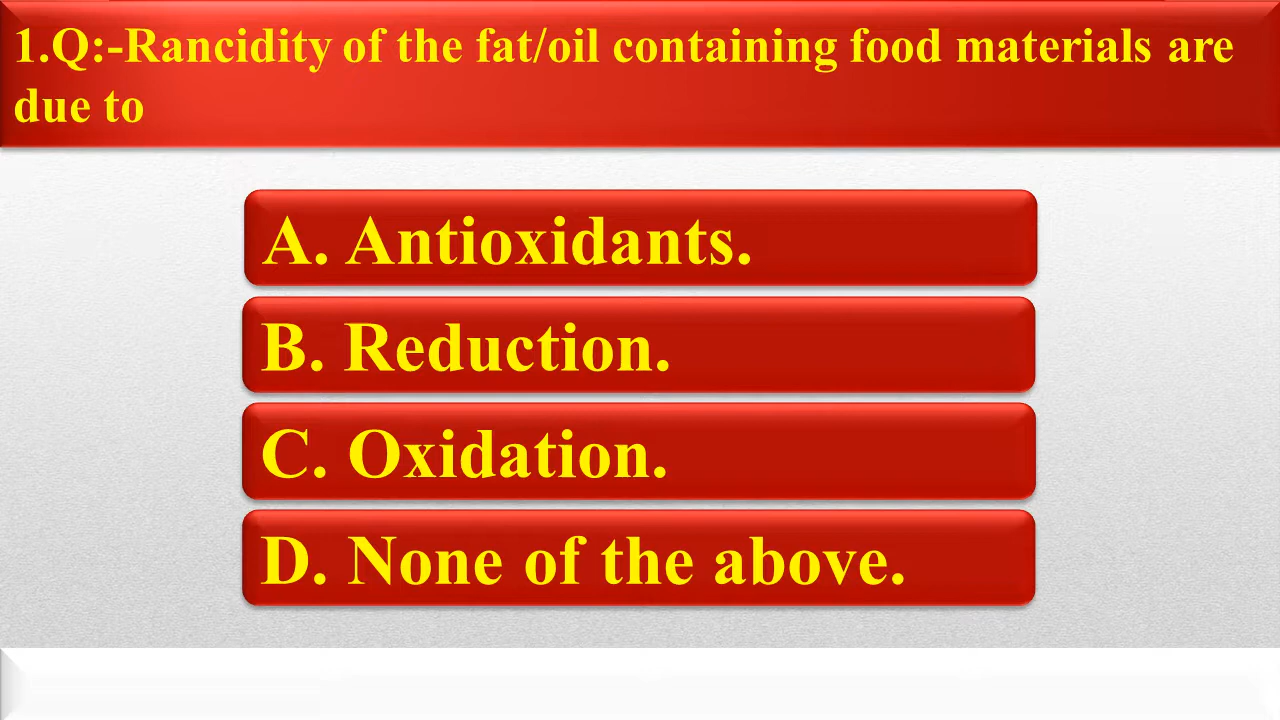 1.Q:-Rancidity of the fat/oil containing food materials are
due to
A. Antioxidants.
B. Reduction.
C. Oxidation.
D. None of the above.